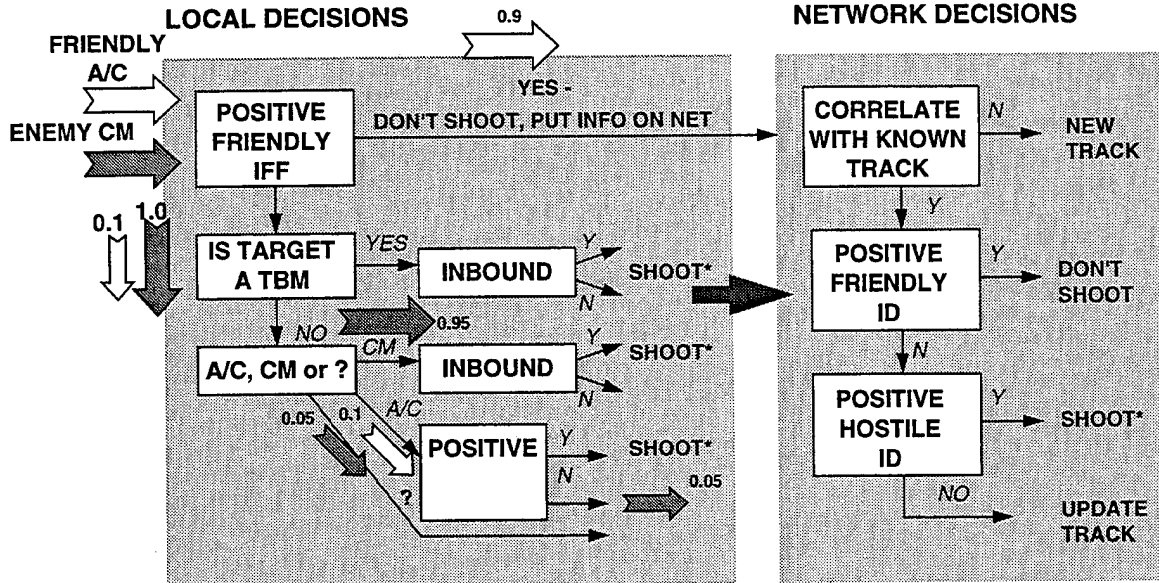 LOCAL DECISIONS
NETWORK DECISIONS
0.9
FRIENDLY
A/C
ENEMY CM
YES -
DON'T SHOOT, PUT INFO ON NET
POSITIVE
FRIENDLY
IFF
CORRELATE
WITH KNOWN
TRACK
N
NEW
TRACK
Y
0.1
1.0
IS TARGET
A TBM
YES
INBOUND
Y
N
SHOOT*
POSITIVE
FRIENDLY
ID
Y
DON'T
SHOOT
N
NO
0.95
A/C, CM or ?
CM
INBOUND
Y
N
SHOOT*
0.05
0.1
A/C
?
POSITIVE
Y
N
SHOOT*
0.05
POSITIVE
HOSTILE
ID
Y
SHOOT*
NO
UPDATE
TRACK